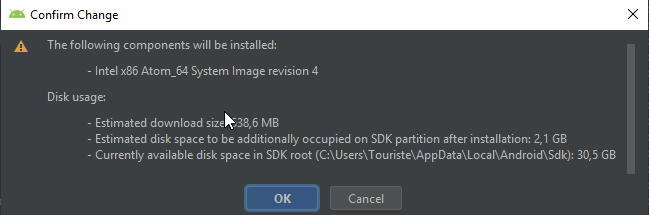 Confirm Change
The following components will be installed:
- Intel x86 Atom_64 System Image revision 4
Disk usage:
- Estimated download size: 38,6 MB
- Estimated disk space to be additionally occupied on SDK partition after installation: 2,1 GB
- Currently available disk space in SDK root (C:\Users\Touriste\AppData\Local\Android\Sdk): 30,5 GB
OK
Cancel